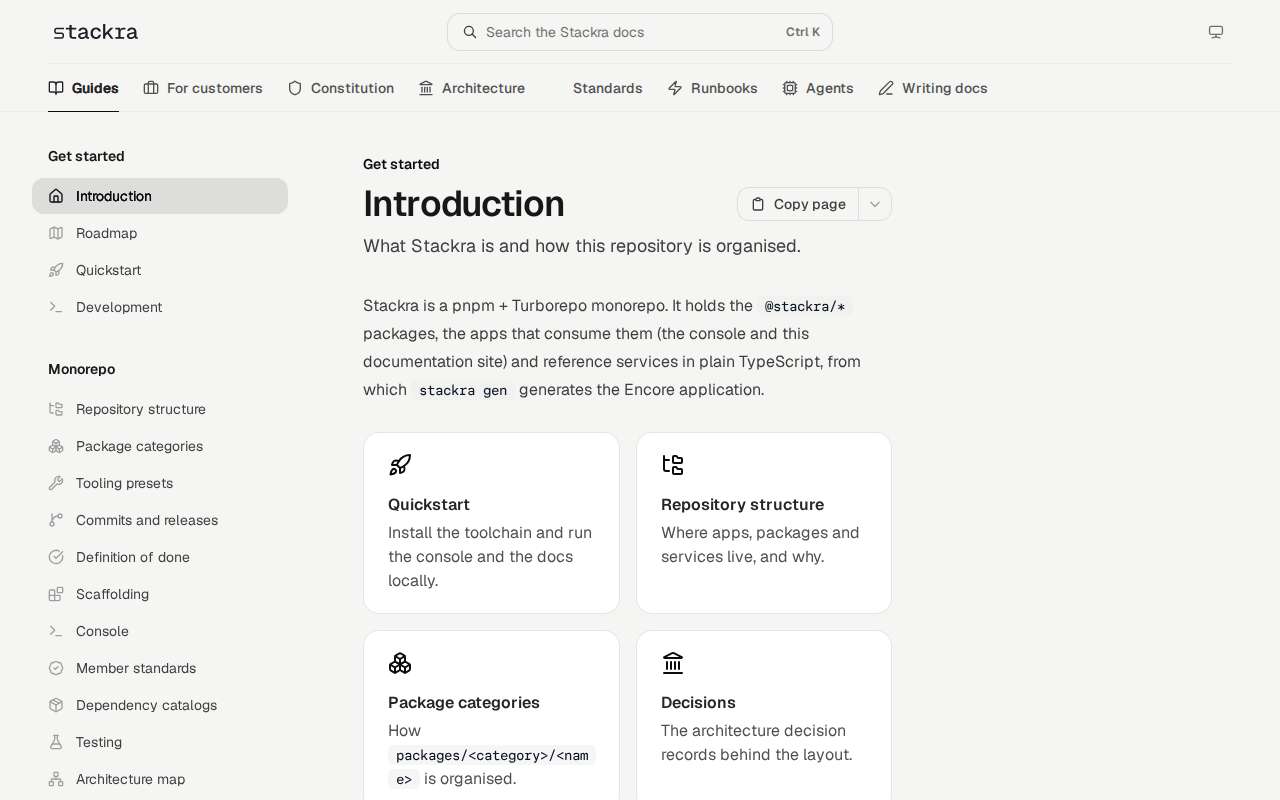 stackra
Search the Stackra docs
Ctrl K
Guides
For customers
Constitution
Architecture
Standards
Runbooks
Agents
Writing docs
Get started
Introduction
Roadmap
Quickstart
Development
Monorepo
Repository structure
Package categories
Tooling presets
Commits and releases
Definition of done
Scaffolding
Console
Member standards
Dependency catalogs
Testing
Architecture map
Get started
Introduction
Copy page
What Stackra is and how this repository is organised.
Stackra is a pnpm + Turborepo monorepo. It holds the @stackra/*
packages, the apps that consume them (the console and this
documentation site) and reference services in plain TypeScript, from
which stackra gen generates the Encore application.
Quickstart
Install the toolchain and run
the console and the docs
locally.
Repository structure
Where apps, packages and
services live, and why.
Package categories
How
packages/<category>/<nam
e> is organised.
Decisions
The architecture decision
records behind the layout.